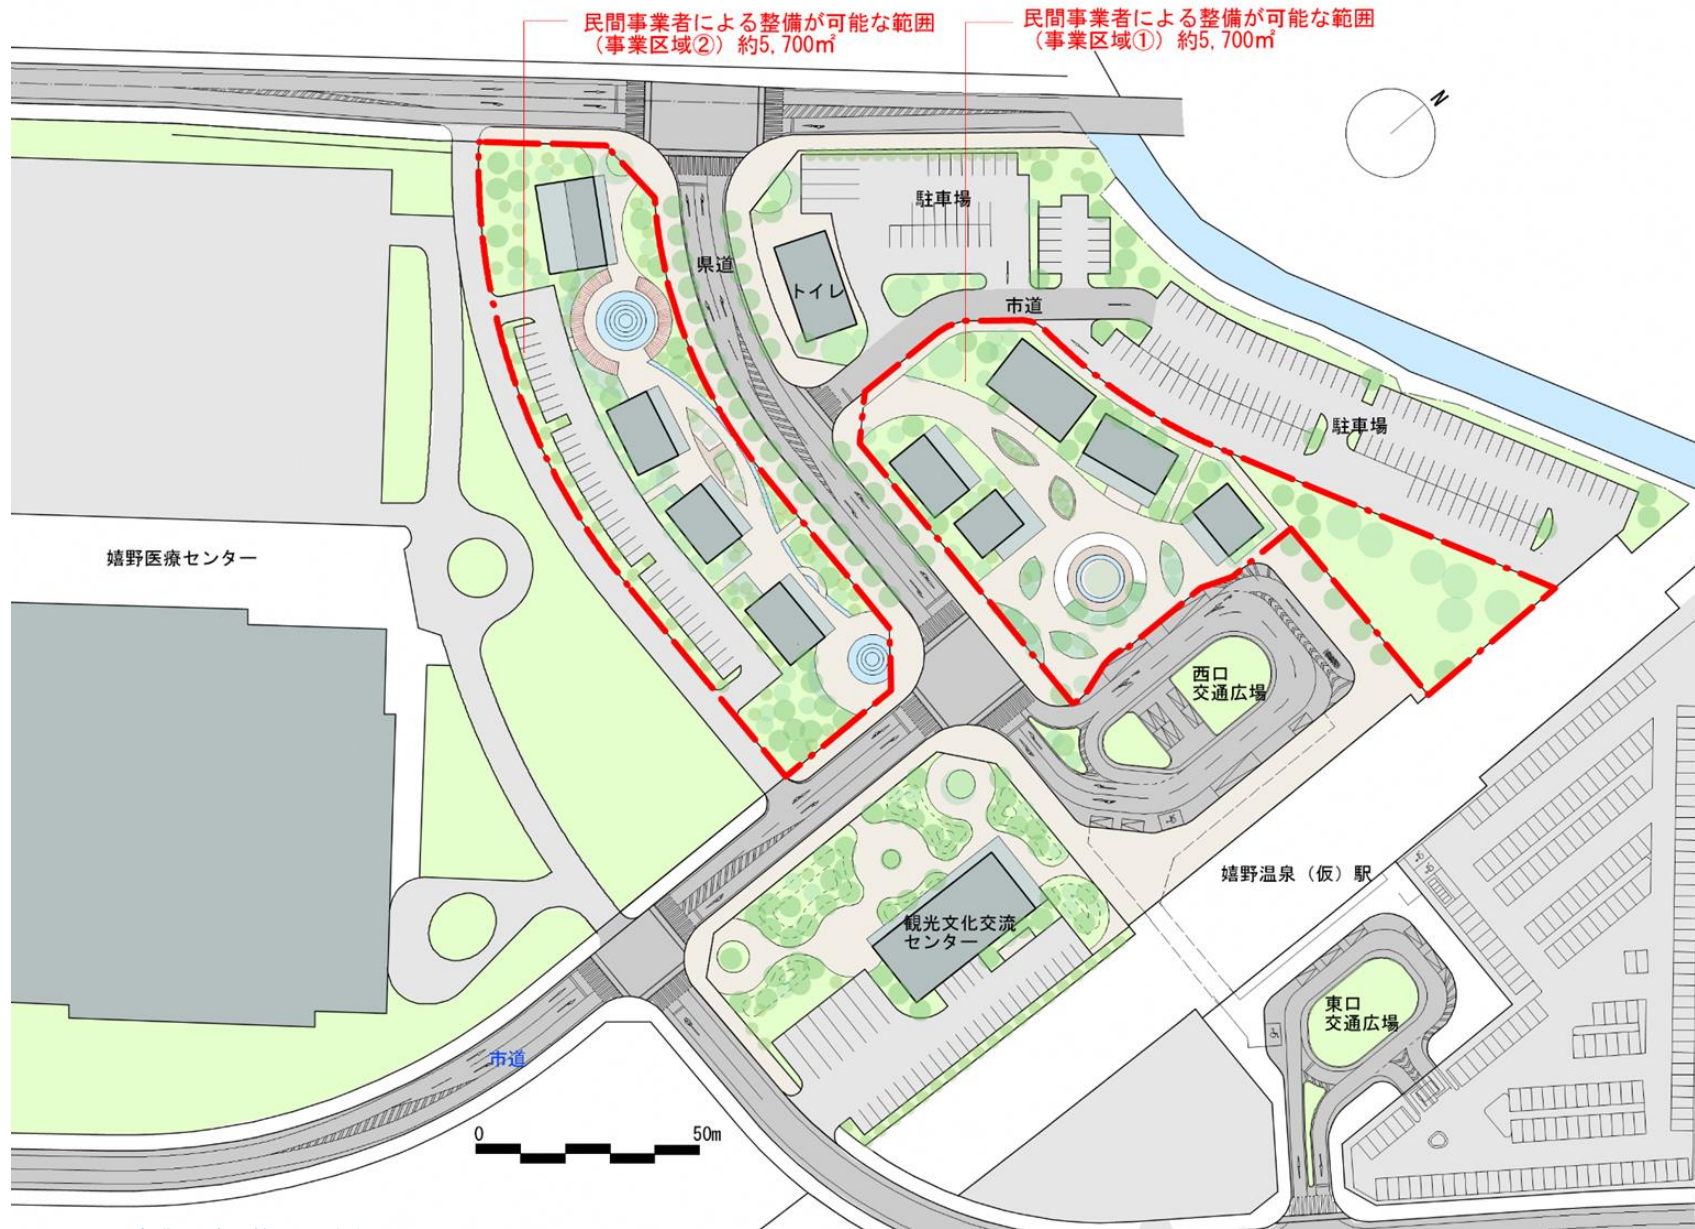 民間事業者による整備が可能な範囲
（事業区域②）約5,700㎡
民間事業者による整備が可能な範囲
（事業区域①）約5,700㎡
N
駐車場
県道
トイレ
市道
駐車場
嬉野医療センター
西口
交通広場
嬉野温泉（仮）駅
観光文化交流
センター
東口
交通広場
市道
0
50m